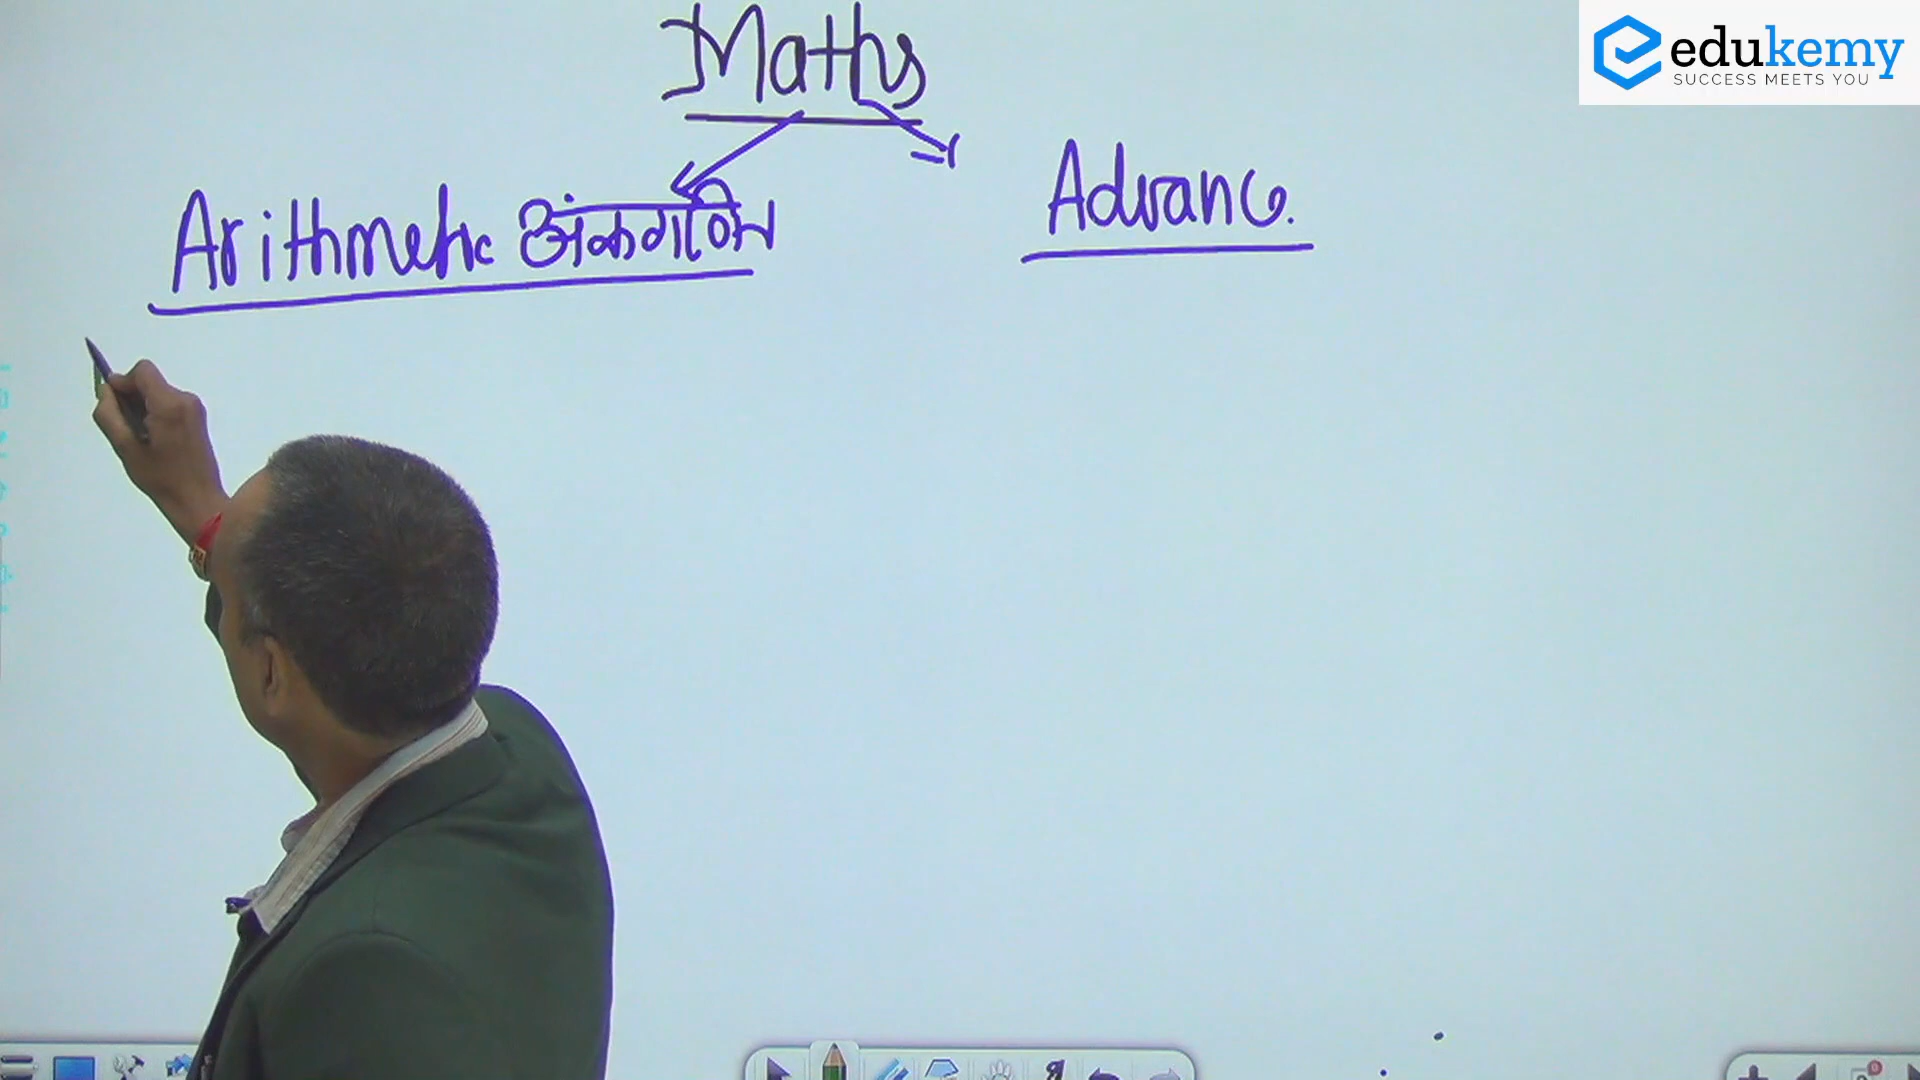 Maths
edukemy
SUCCESS MEETS YOU
Arithmetic अंकगणित
Advance.